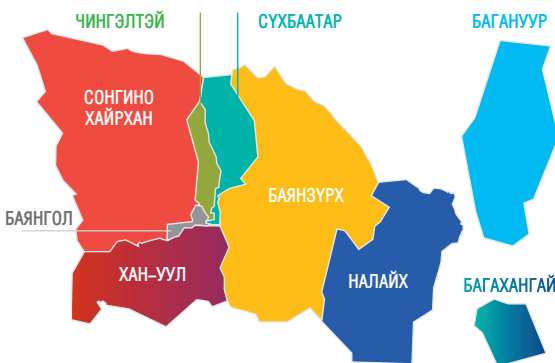 ЧИНГЭЛТЭЙ
СҮХБААТАР
БАГАНУУР
СОНГИНО
ХАЙРХАН
БАЯНЗҮРХ
БАЯНГОЛ
ХАН-УУЛ
НАЛАЙХ
БАГАХАНГАЙ